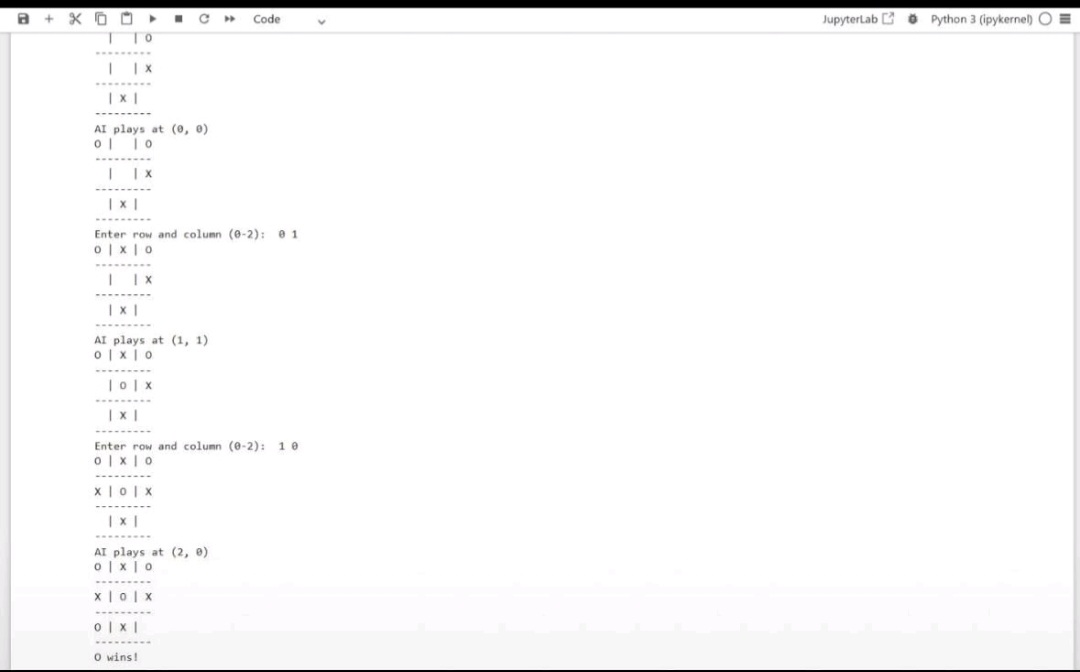 Code JupyterLab Python 3 (ipykernel)
| | O
---------
| | X
---------
| X |
---------
AI plays at (0, 0)
O | | O
---------
| | X
---------
| X |
---------
Enter row and column (0-2): 0 1
O | X | O
---------
| | X
---------
| X |
---------
AI plays at (1, 1)
O | X | O
---------
| O | X
---------
| X |
---------
Enter row and column (0-2): 1 0
O | X | O
---------
X | O | X
---------
| X |
---------
AI plays at (2, 0)
O | X | O
---------
X | O | X
---------
O | X |
---------
O wins!